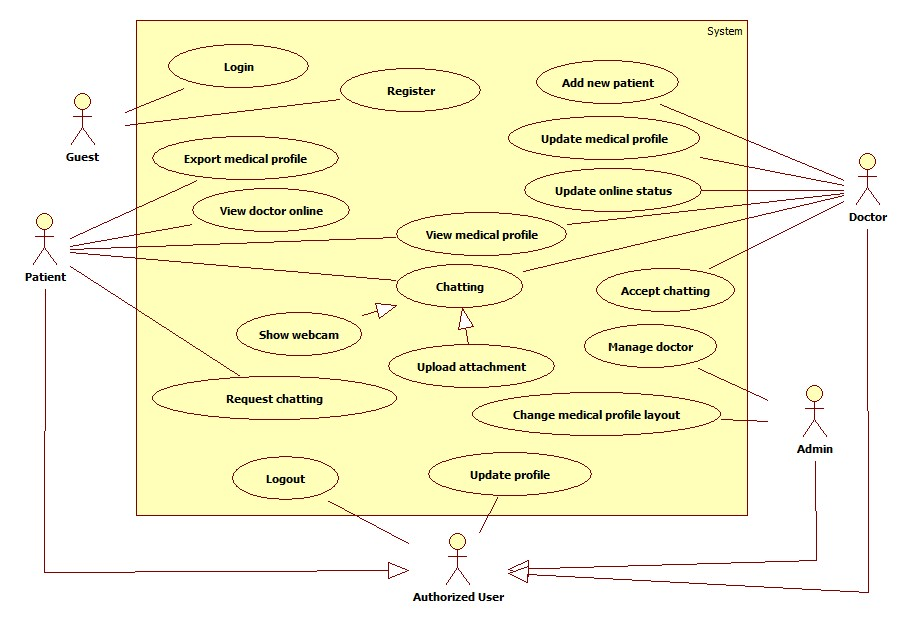 System
Login
Register
Add new patient
Guest
Export medical profile
Update medical profile
View doctor online
Update online status
Doctor
Patient
View medical profile
Chatting
Accept chatting
Show webcam
Manage doctor
Upload attachment
Request chatting
Change medical profile layout
Admin
Logout
Update profile
Authorized User